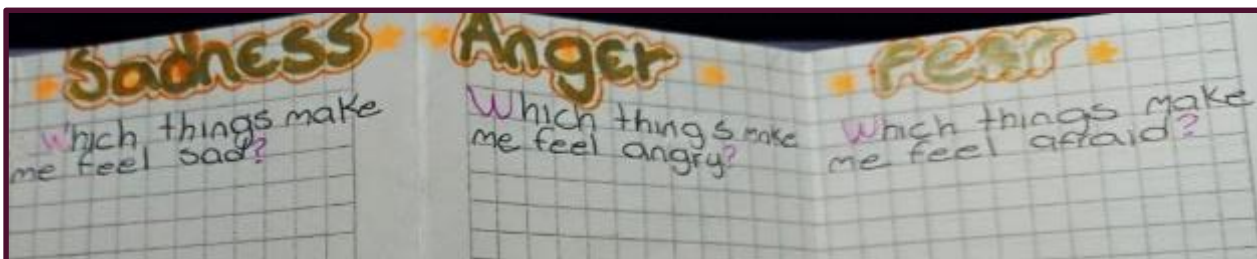 Sadness
Which things make
me feel sad?
Anger
Which things make
me feel angry?
Fear
Which things make
me feel afraid?